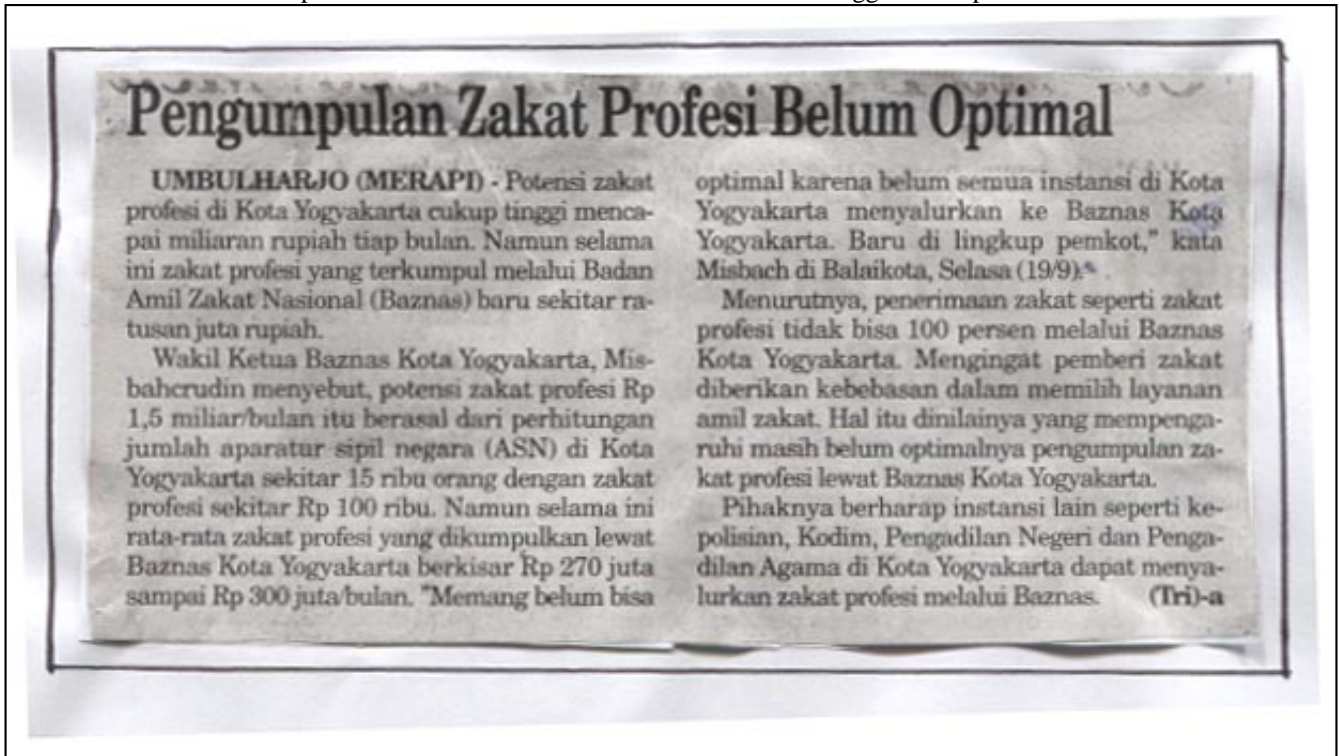 Pengumpulan Zakat Profesi Belum Optimal
UMBULHARJO (MERAPI) - Potensi zakat
profesi di Kota Yogyakarta cukup tinggi menca-
pai miliaran rupiah tiap bulan. Namun selama
ini zakat profesi yang terkumpul melalui Badan
Amil Zakat Nasional (Baznas) baru sekitar ra-
tusan juta rupiah.
Wakil Ketua Baznas Kota Yogyakarta, Mis-
bahcrudin menyebut, potensi zakat profesi Rp
1,5 miliar/bulan itu berasal dari perhitungan
jumlah aparatur sipil negara (ASN) di Kota
Yogyakarta sekitar 15 ribu orang dengan zakat
profesi sekitar Rp 100 ribu. Namun selama ini
rata-rata zakat profesi yang dikumpulkan lewat
Baznas Kota Yogyakarta berkisar Rp 270 juta
sampai Rp 300 juta/bulan. "Memang belum bisa
optimal karena belum semua instansi di Kota
Yogyakarta menyalurkan ke Baznas Kota
Yogyakarta. Baru di lingkup pemkot," kata
Misbach di Balaikota, Selasa (19/9).
Menurutnya, penerimaan zakat seperti zakat
profesi tidak bisa 100 persen melalui Baznas
Kota Yogyakarta. Mengingat pemberi zakat
diberikan kebebasan dalam memilih layanan
amil zakat. Hal itu dinilainya yang mempenga-
ruhi masih belum optimalnya pengumpulan za-
kat profesi lewat Baznas Kota Yogyakarta.
Pihaknya berharap instansi lain seperti ke-
polisian, Kodim, Pengadilan Negeri dan Penga-
dilan Agama di Kota Yogyakarta dapat menya-
lurkan zakat profesi melalui Baznas. (Tri)-a